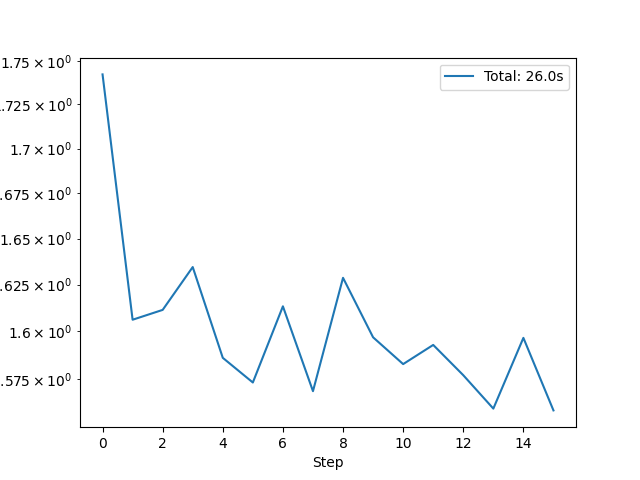 Total: 26.0s
1.75 × 10⁰
.725 × 10⁰
1.7 × 10⁰
.675 × 10⁰
1.65 × 10⁰
.625 × 10⁰
1.6 × 10⁰
.575 × 10⁰
0 2 4 6 8 10 12 14
Step